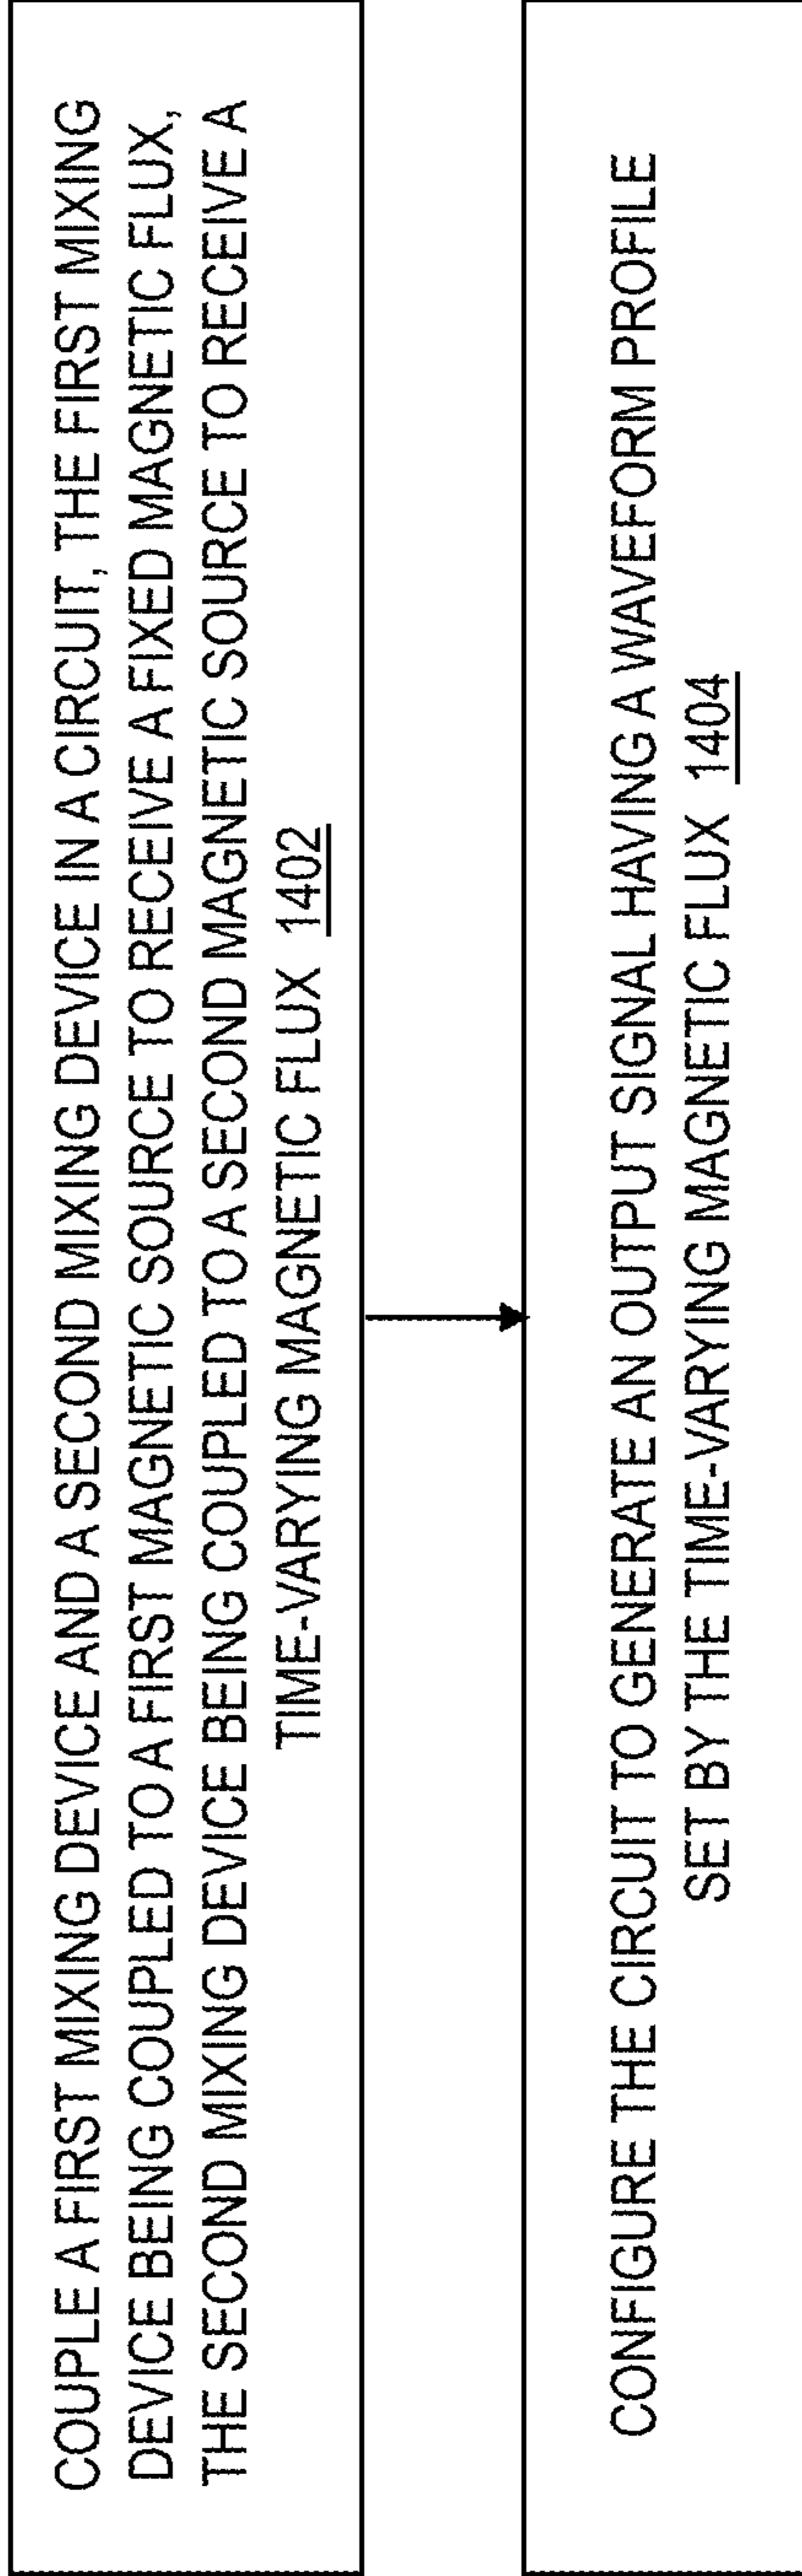 COUPLE A FIRST MIXING DEVICE AND A SECOND MIXING DEVICE IN A CIRCUIT, THE FIRST MIXING
DEVICE BEING COUPLED TO A FIRST MAGNETIC SOURCE TO RECEIVE A FIXED MAGNETIC FLUX,
THE SECOND MIXING DEVICE BEING COUPLED TO A SECOND MAGNETIC SOURCE TO RECEIVE A
TIME-VARYING MAGNETIC FLUX 1402
CONFIGURE THE CIRCUIT TO GENERATE AN OUTPUT SIGNAL HAVING A WAVEFORM PROFILE
SET BY THE TIME-VARYING MAGNETIC FLUX 1404